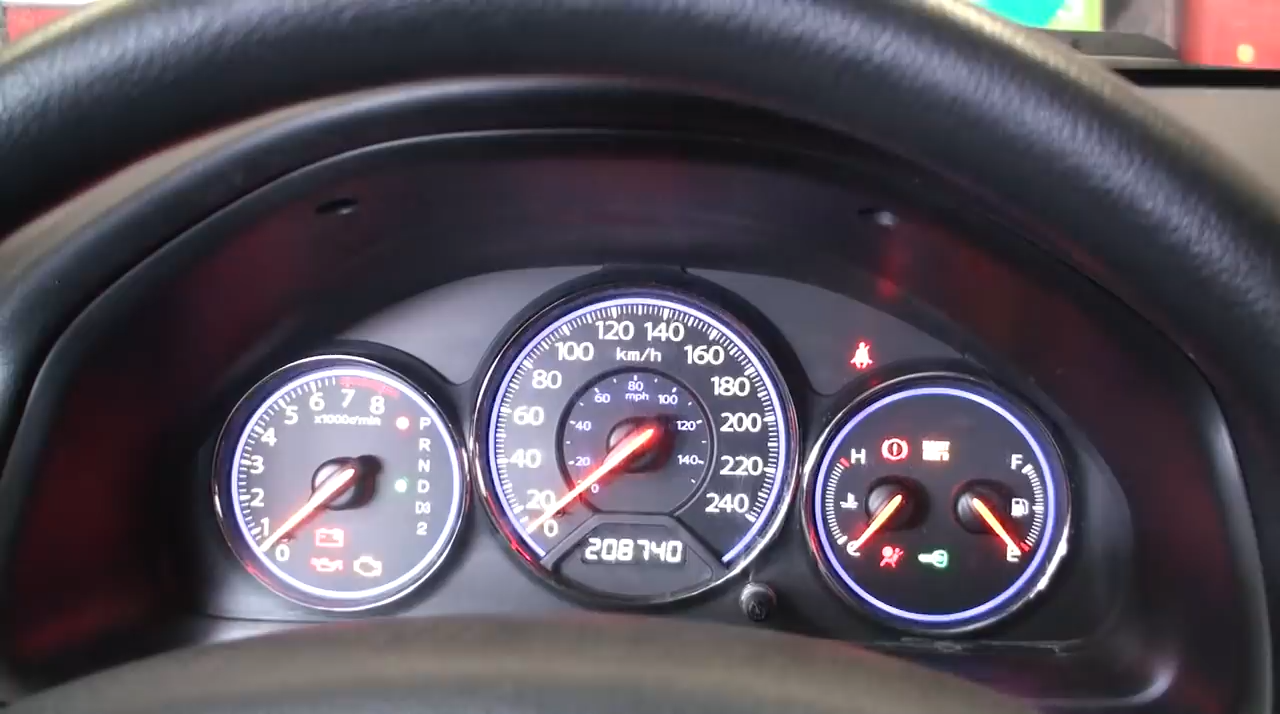 0 1 2 3 4 5 6 7 8
x1000r/min
P
R
N
D
D3
2
0 20 40 60 80 100 120 140 160 180 200 220 240
km/h
0 20 40 60 80 100 120 140
mph
208740
H
C
F
E